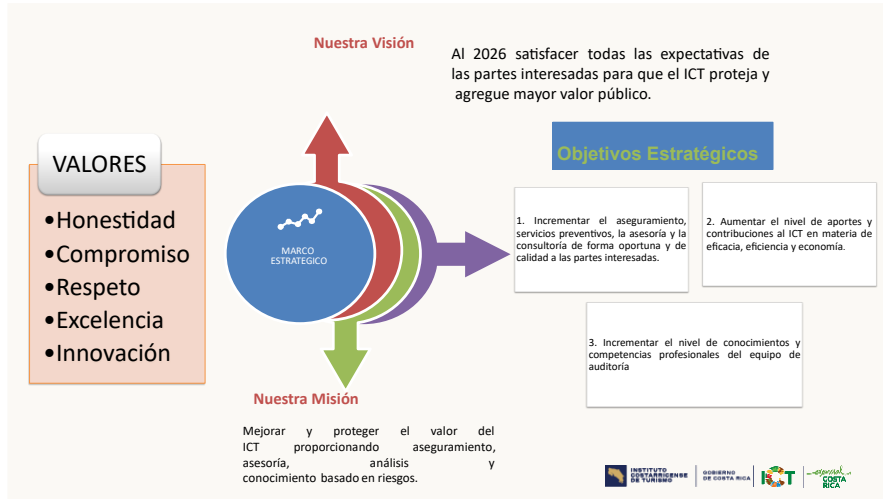 Nuestra Visión
Al 2026 satisfacer todas las expectativas de
las partes interesadas para que el ICT proteja y
agregue mayor valor público.
VALORES
•Honestidad
•Compromiso
•Respeto
•Excelencia
•Innovación
MARCO
ESTRATEGICO
Objetivos Estratégicos
1. Incrementar el aseguramiento,
servicios preventivos, la asesoría y la
consultoría de forma oportuna y de
calidad a las partes interesadas.
2. Aumentar el nivel de aportes y
contribuciones al ICT en materia de
eficacia, eficiencia y economía.
3. Incrementar el nivel de conocimientos y
competencias profesionales del equipo de
auditoría
Nuestra Misión
Mejorar y proteger el valor del
ICT proporcionando aseguramiento,
asesoría, análisis y
conocimiento basado en riesgos.
INSTITUTO
COSTARRICENSE
DE TURISMO
GOBIERNO
DE COSTA RICA
ICT
esencial
COSTA
RICA